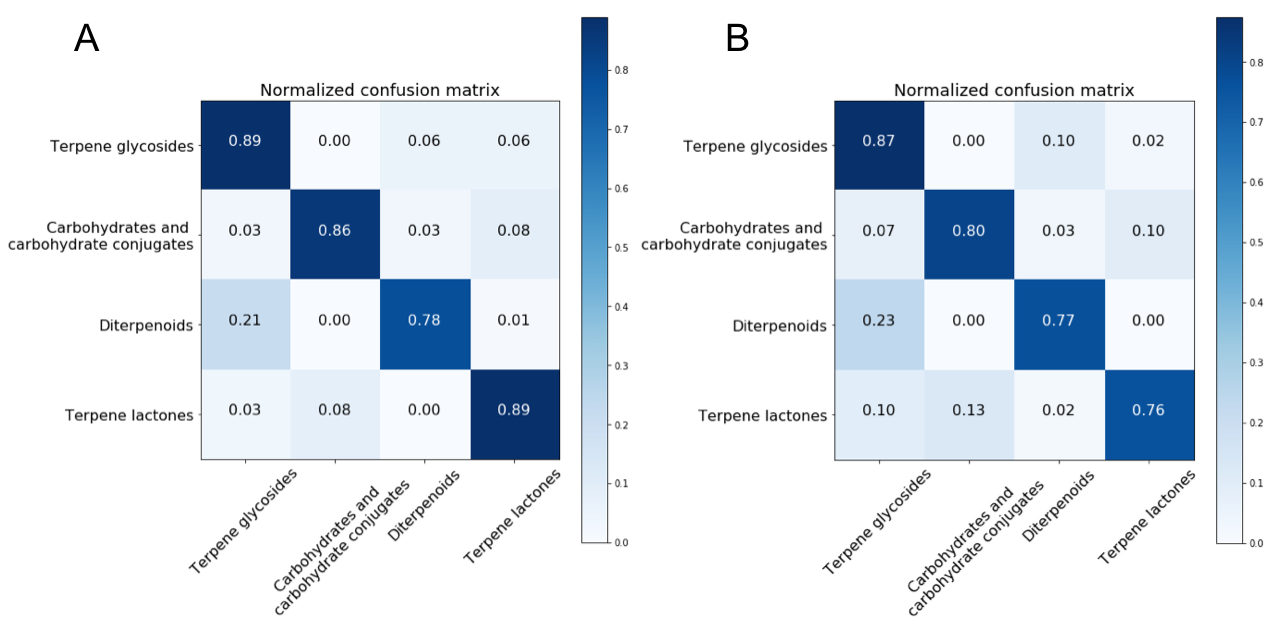 A
Normalized confusion matrix
Terpene glycosides
0.89 0.00 0.06 0.06
Carbohydrates and
carbohydrate conjugates
0.03 0.86 0.03 0.08
Diterpenoids
0.21 0.00 0.78 0.01
Terpene lactones
0.03 0.08 0.00 0.89
Terpene glycosides
Carbohydrates and
carbohydrate conjugates
Diterpenoids
Terpene lactones
0.8
0.7
0.6
0.5
0.4
0.3
0.2
0.1
0.0
B
Normalized confusion matrix
Terpene glycosides
0.87 0.00 0.10 0.02
Carbohydrates and
carbohydrate conjugates
0.07 0.80 0.03 0.10
Diterpenoids
0.23 0.00 0.77 0.00
Terpene lactones
0.10 0.13 0.02 0.76
Terpene glycosides
Carbohydrates and
carbohydrate conjugates
Diterpenoids
Terpene lactones
0.8
0.7
0.6
0.5
0.4
0.3
0.2
0.1
0.0